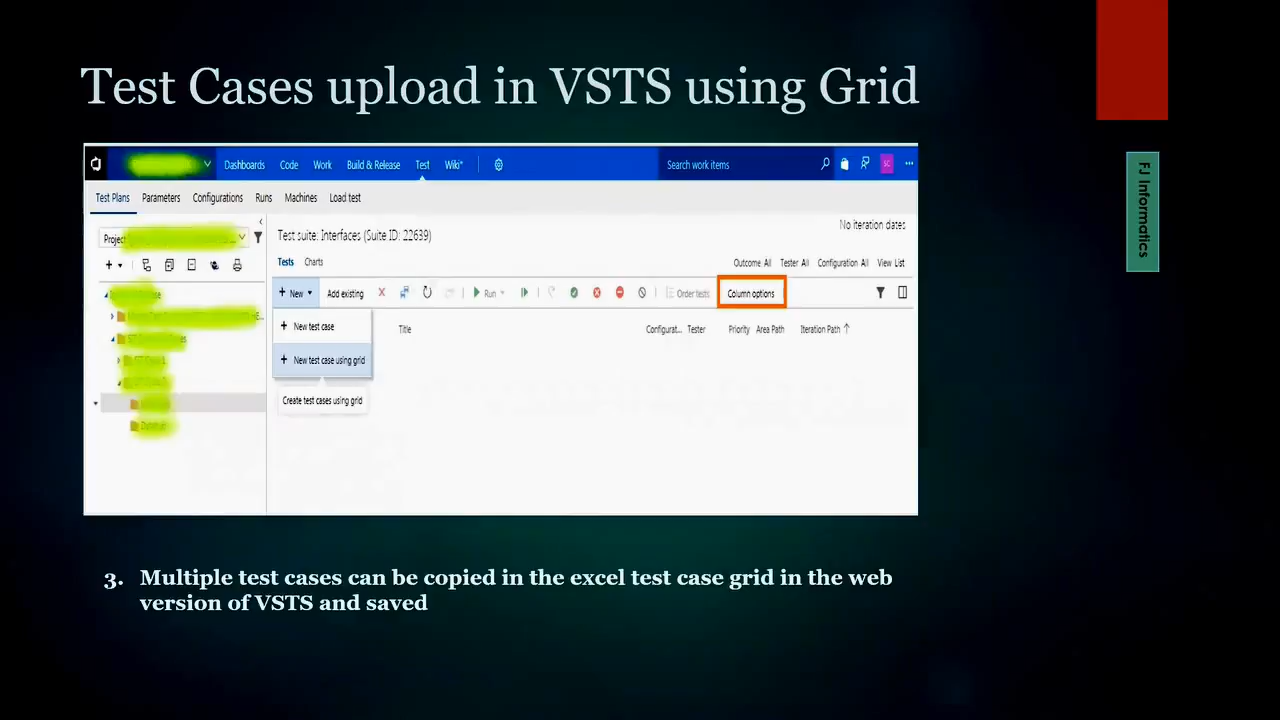 Test Cases upload in VSTS using Grid
FJ Informatics
Dashboards Code Work Build & Release Test Wiki* Search work items SC
Test Plans Parameters Configurations Runs Machines Load test
No iteration dates
Project
Test suite: Interfaces (Suite ID: 22639)
Tests Charts
Outcome All Tester All Configuration All View List
+ New Add existing Run Order tests Column options
+ New test case
Title Configurat... Tester Priority Area Path Iteration Path ↑
+ New test case using grid
Create test cases using grid
3. Multiple test cases can be copied in the excel test case grid in the web
version of VSTS and saved